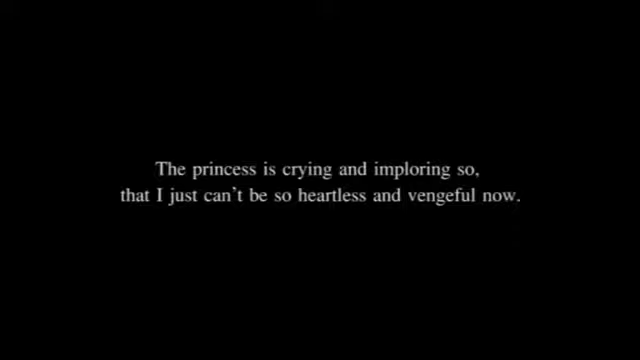 The princess is crying and imploring so,
that I just can't be so heartless and vengeful now.